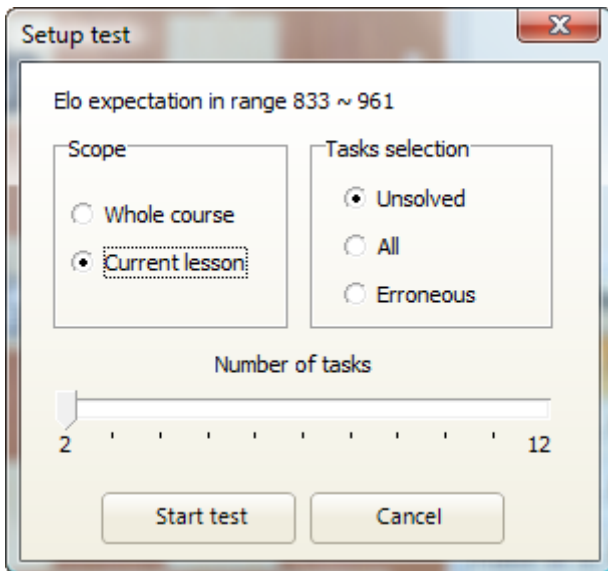 Setup test
Elo expectation in range 833 ~ 961
Scope
Whole course
Current lesson
Tasks selection
Unsolved
All
Erroneous
Number of tasks
2 12
Start test Cancel